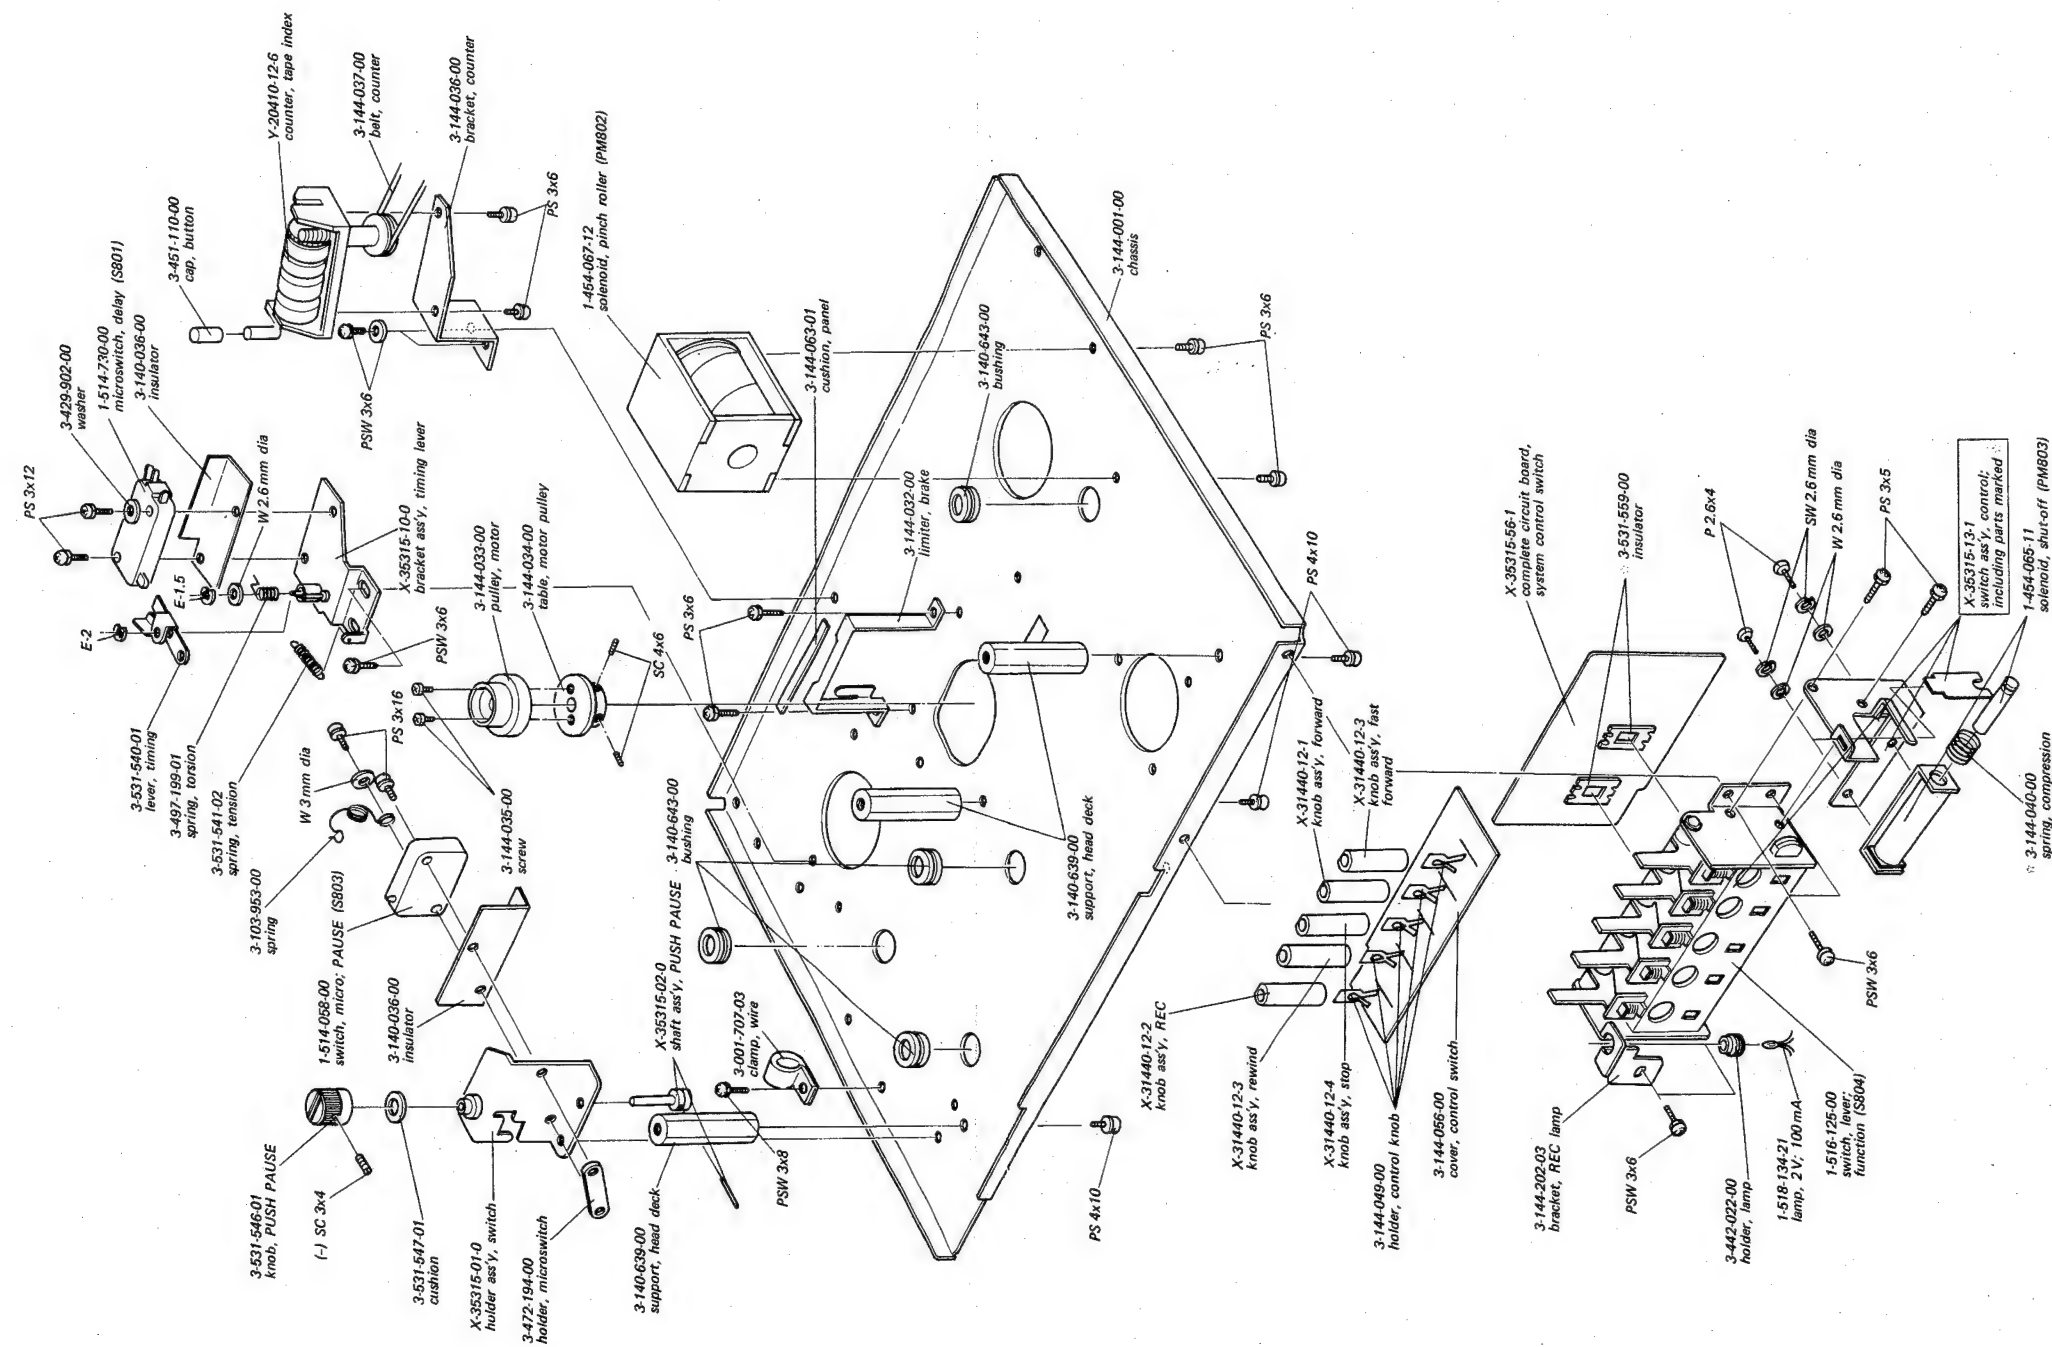 Y-20410-12-6
counter, tape index
3-144-037-00
belt, counter
3-144-036-00
bracket, counter
PS 3x6
3-451-110-00
cap, button
1-514-730-00
microswitch, delay (S801)
3-140-036-00
insulator
3-429-902-00
washer
PS 3x12
W 2.6 mm dia
PSW 3x6
E-1.5
E-2
X-35315-10-0
bracket ass'y, timing lever
PSW 3x6
3-531-540-01
lever, timing
3-497-199-01
spring, torsion
3-531-541-02
spring, tension
1-454-067-12
solenoid, pinch roller (PM802)
3-144-063-01
cushion, panel
3-140-643-00
bushing
3-144-001-00
chassis
PS 3x6
3-144-033-00
pulley, motor
3-144-034-00
table, motor pulley
3-144-032-00
limiter, brake
PS 3x6
SC 4x6
PS 3x16
W 3 mm dia
3-144-035-00
screw
3-103-953-00
spring
1-514-058-00
switch, micro; PAUSE (S803)
3-140-036-00
insulator
3-140-643-00
bushing
3-140-639-00
support, head deck
PS 4x10
X-35315-02-0
shaft ass'y, PUSH PAUSE
3-001-707-03
clamp, wire
PSW 3x8
3-531-546-01
knob, PUSH PAUSE
(-) SC 3x4
3-531-547-01
cushion
X-35315-01-0
holder ass'y, switch
3-472-194-00
holder, microswitch
3-140-639-00
support, head deck
PS 4x10
X-31440-12-1
knob ass'y, forward
X-31440-12-3
knob ass'y, fast
forward
X-31440-12-2
knob ass'y, REC
X-31440-12-3
knob ass'y, rewind
X-31440-12-4
knob ass'y, stop
3-144-049-00
holder, control knob
3-144-056-00
cover, control switch
X-35315-56-1
complete circuit board,
system control switch
☆ 3-531-559-00
insulator
P 2.6x4
SW 2.6 mm dia
W 2.6 mm dia
PS 3x5
X-35315-13-1
switch ass'y, control;
including parts marked ☆
1-454-065-11
solenoid, shut-off (PM803)
☆ 3-144-040-00
spring, compression
PSW 3x6
3-144-202-03
bracket, REC lamp
PSW 3x6
3-442-022-00
holder, lamp
1-518-134-21
lamp, 2V; 100 mA
1-516-125-00
switch, lever;
function (S804)